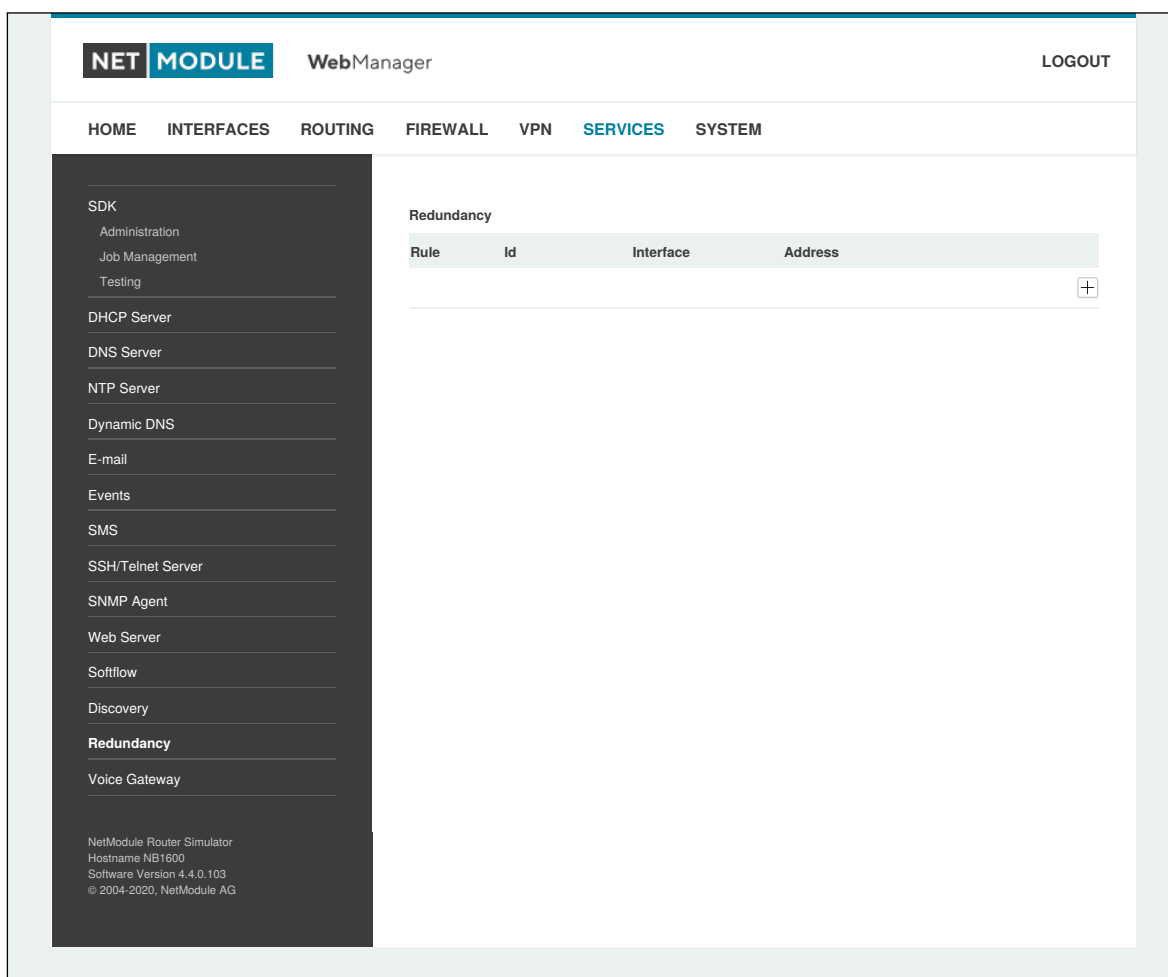 NET MODULE WebManager LOGOUT
HOME INTERFACES ROUTING FIREWALL VPN SERVICES SYSTEM
SDK
Administration
Job Management
Testing
DHCP Server
DNS Server
NTP Server
Dynamic DNS
E-mail
Events
SMS
SSH/Telnet Server
SNMP Agent
Web Server
Softflow
Discovery
Redundancy
Voice Gateway
NetModule Router Simulator
Hostname NB1600
Software Version 4.4.0.103
© 2004-2020, NetModule AG
Redundancy
Rule Id Interface Address